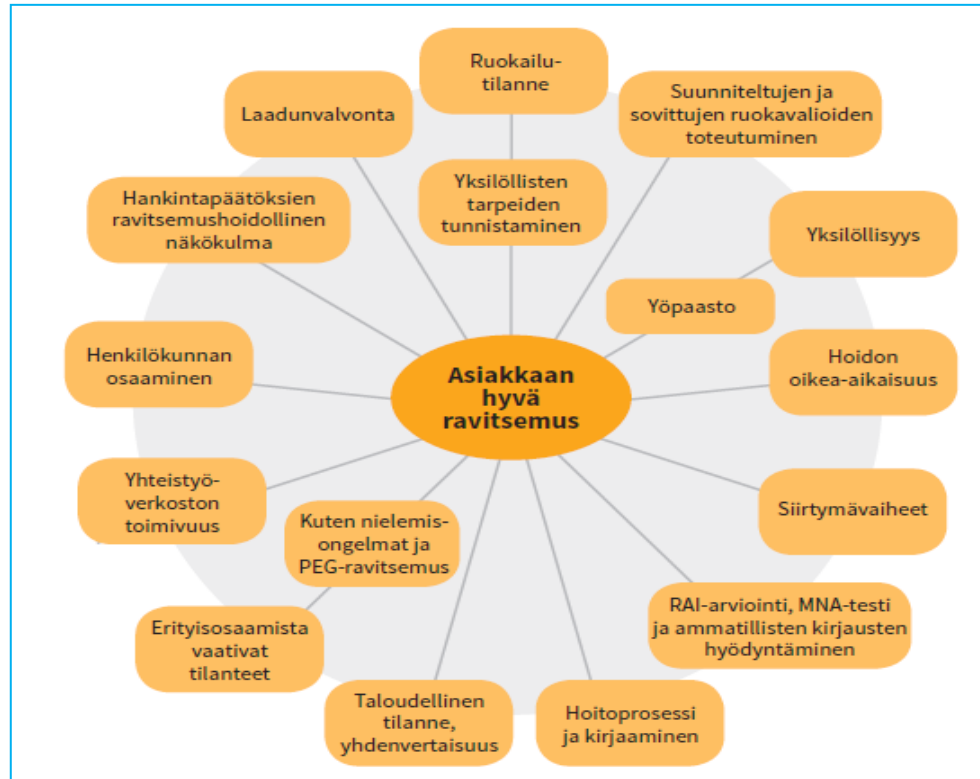 Ruokailu-
tilanne
Suunniteltujen ja
sovittujen ruokavalioiden
toteutuminen
Laadunvalvonta
Yksilöllisten
tarpeiden
tunnistaminen
Hankintapäätöksien
ravitsemushoidollinen
näkökulma
Yksilöllisyys
Yöpaasto
Henkilökunnan
osaaminen
Asiakkaan
hyvä
ravitsemus
Hoidon
oikea-aikaisuus
Yhteistyö-
verkoston
toimivuus
Kuten nielemis-
ongelmat ja
PEG-ravitsemus
Siirtymävaiheet
Erityisosaamista
vaativat
tilanteet
RAI-arviointi, MNA-testi
ja ammatillisten kirjausten
hyödyntäminen
Taloudellinen
tilanne,
yhdenvertaisuus
Hoitoprosessi
ja kirjaaminen